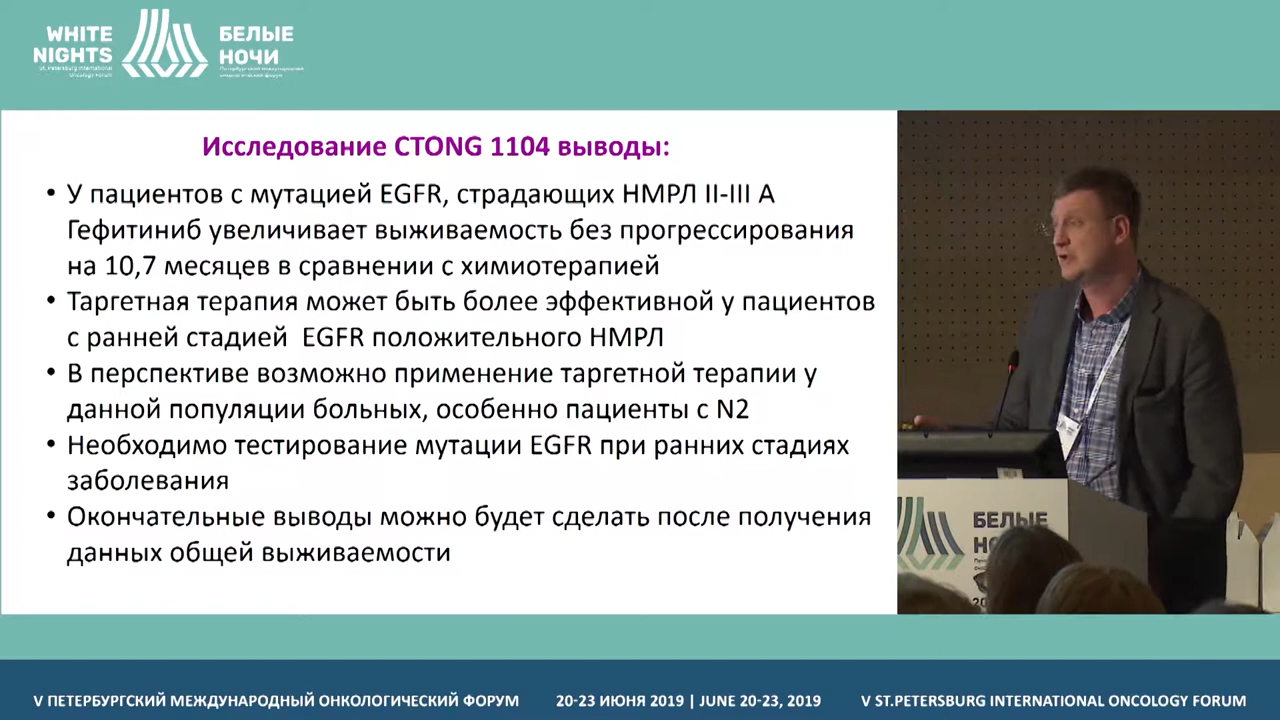 WHITE
NIGHTS
St. Petersburg International
Oncology Forum
БЕЛЫЕ
НОЧИ
Петербургский международный
онкологический форум
Исследование CTONG 1104 выводы:
• У пациентов с мутацией EGFR, страдающих НМРЛ II-III А
Гефитиниб увеличивает выживаемость без прогрессирования
на 10,7 месяцев в сравнении с химиотерапией
• Таргетная терапия может быть более эффективной у пациентов
с ранней стадией EGFR положительного НМРЛ
• В перспективе возможно применение таргетной терапии у
данной популяции больных, особенно пациенты с N2
• Необходимо тестирование мутации EGFR при ранних стадиях
заболевания
• Окончательные выводы можно будет сделать после получения
данных общей выживаемости
БЕЛЫЕ
V ПЕТЕРБУРГСКИЙ МЕЖДУНАРОДНЫЙ ОНКОЛОГИЧЕСКИЙ ФОРУМ
20-23 ИЮНЯ 2019 | JUNE 20-23, 2019
V ST.PETERSBURG INTERNATIONAL ONCOLOGY FORUM